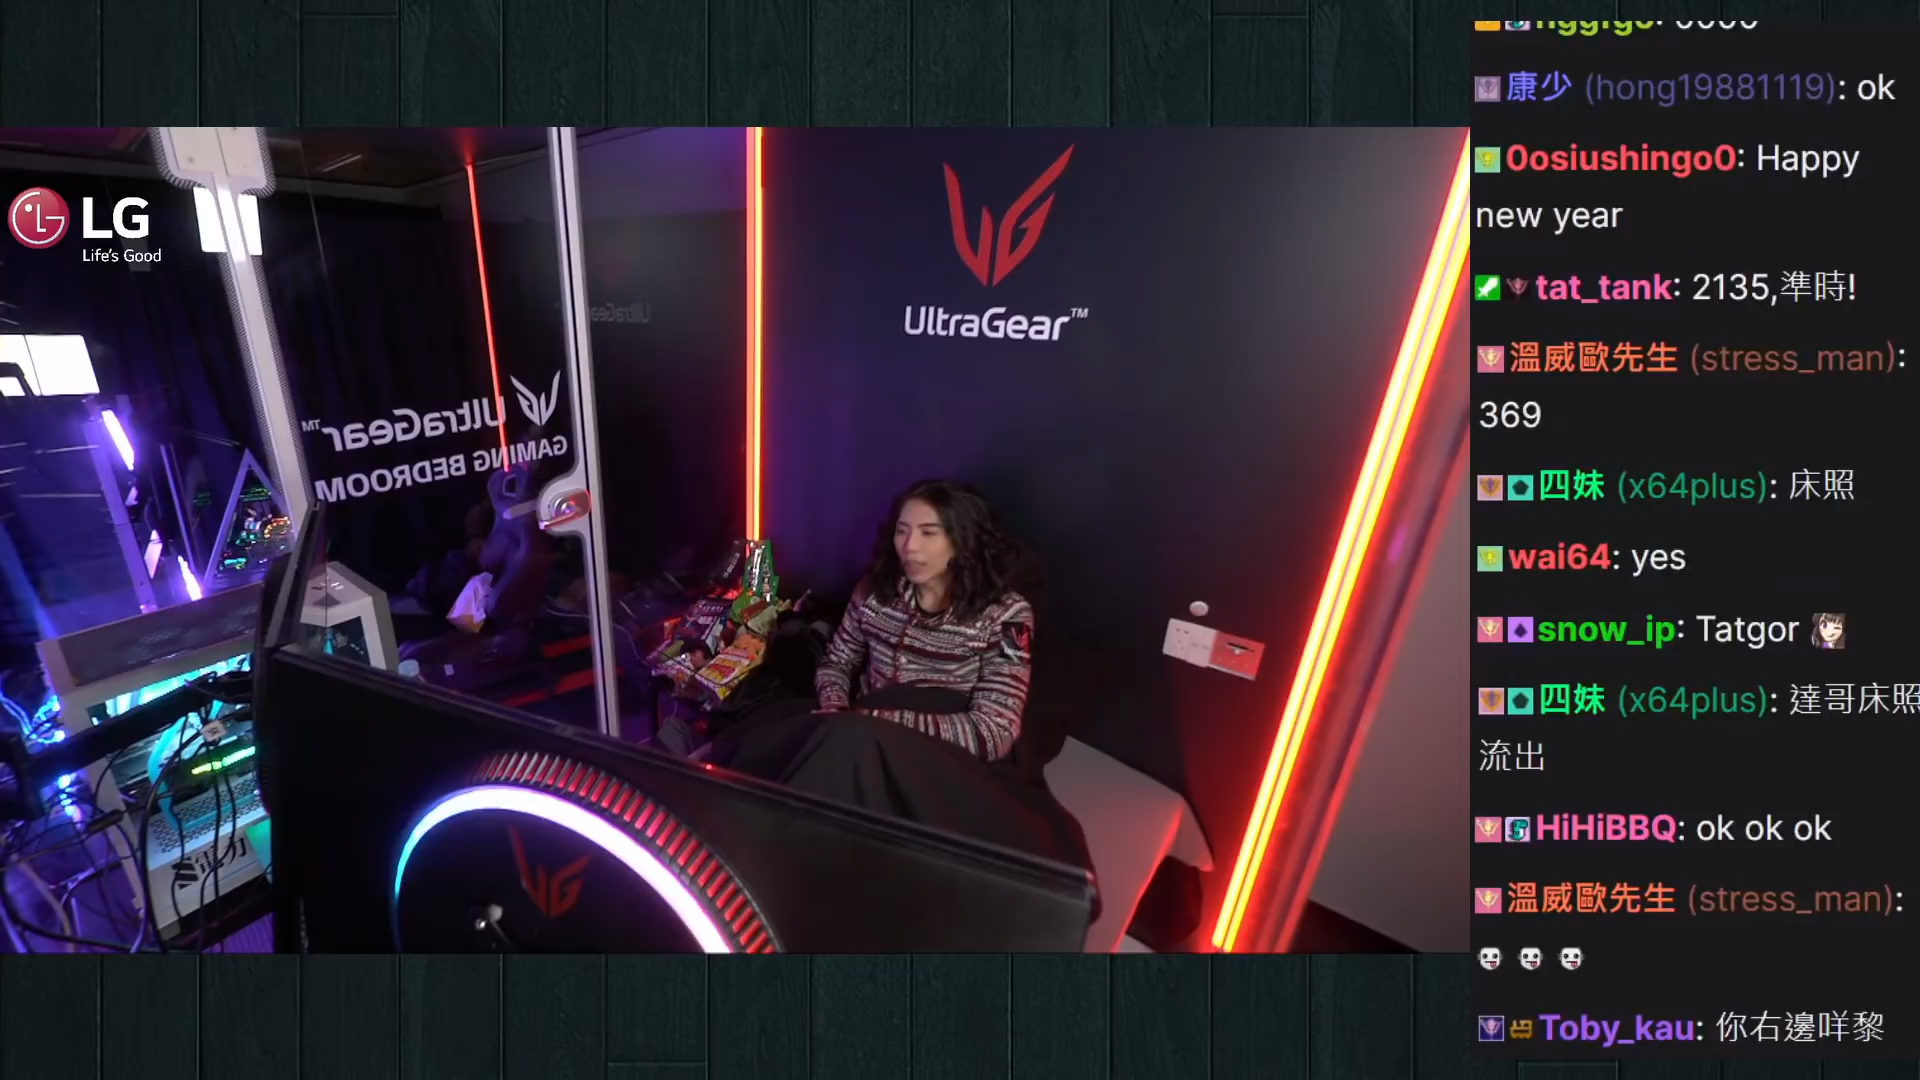 LG
Life's Good
UltraGear™
UltraGear™
GAMING BEDROOM
UltraGear
康少 (hong19881119): ok
0osiushingo0: Happy
new year
tat_tank: 2135,準時!
溫威歐先生 (stress_man):
369
四妹 (x64plus): 床照
wai64: yes
snow_ip: Tatgor
四妹 (x64plus): 達哥床照
流出
HiHiBBQ: ok ok ok
溫威歐先生 (stress_man):
Toby_kau: 你右邊咩黎